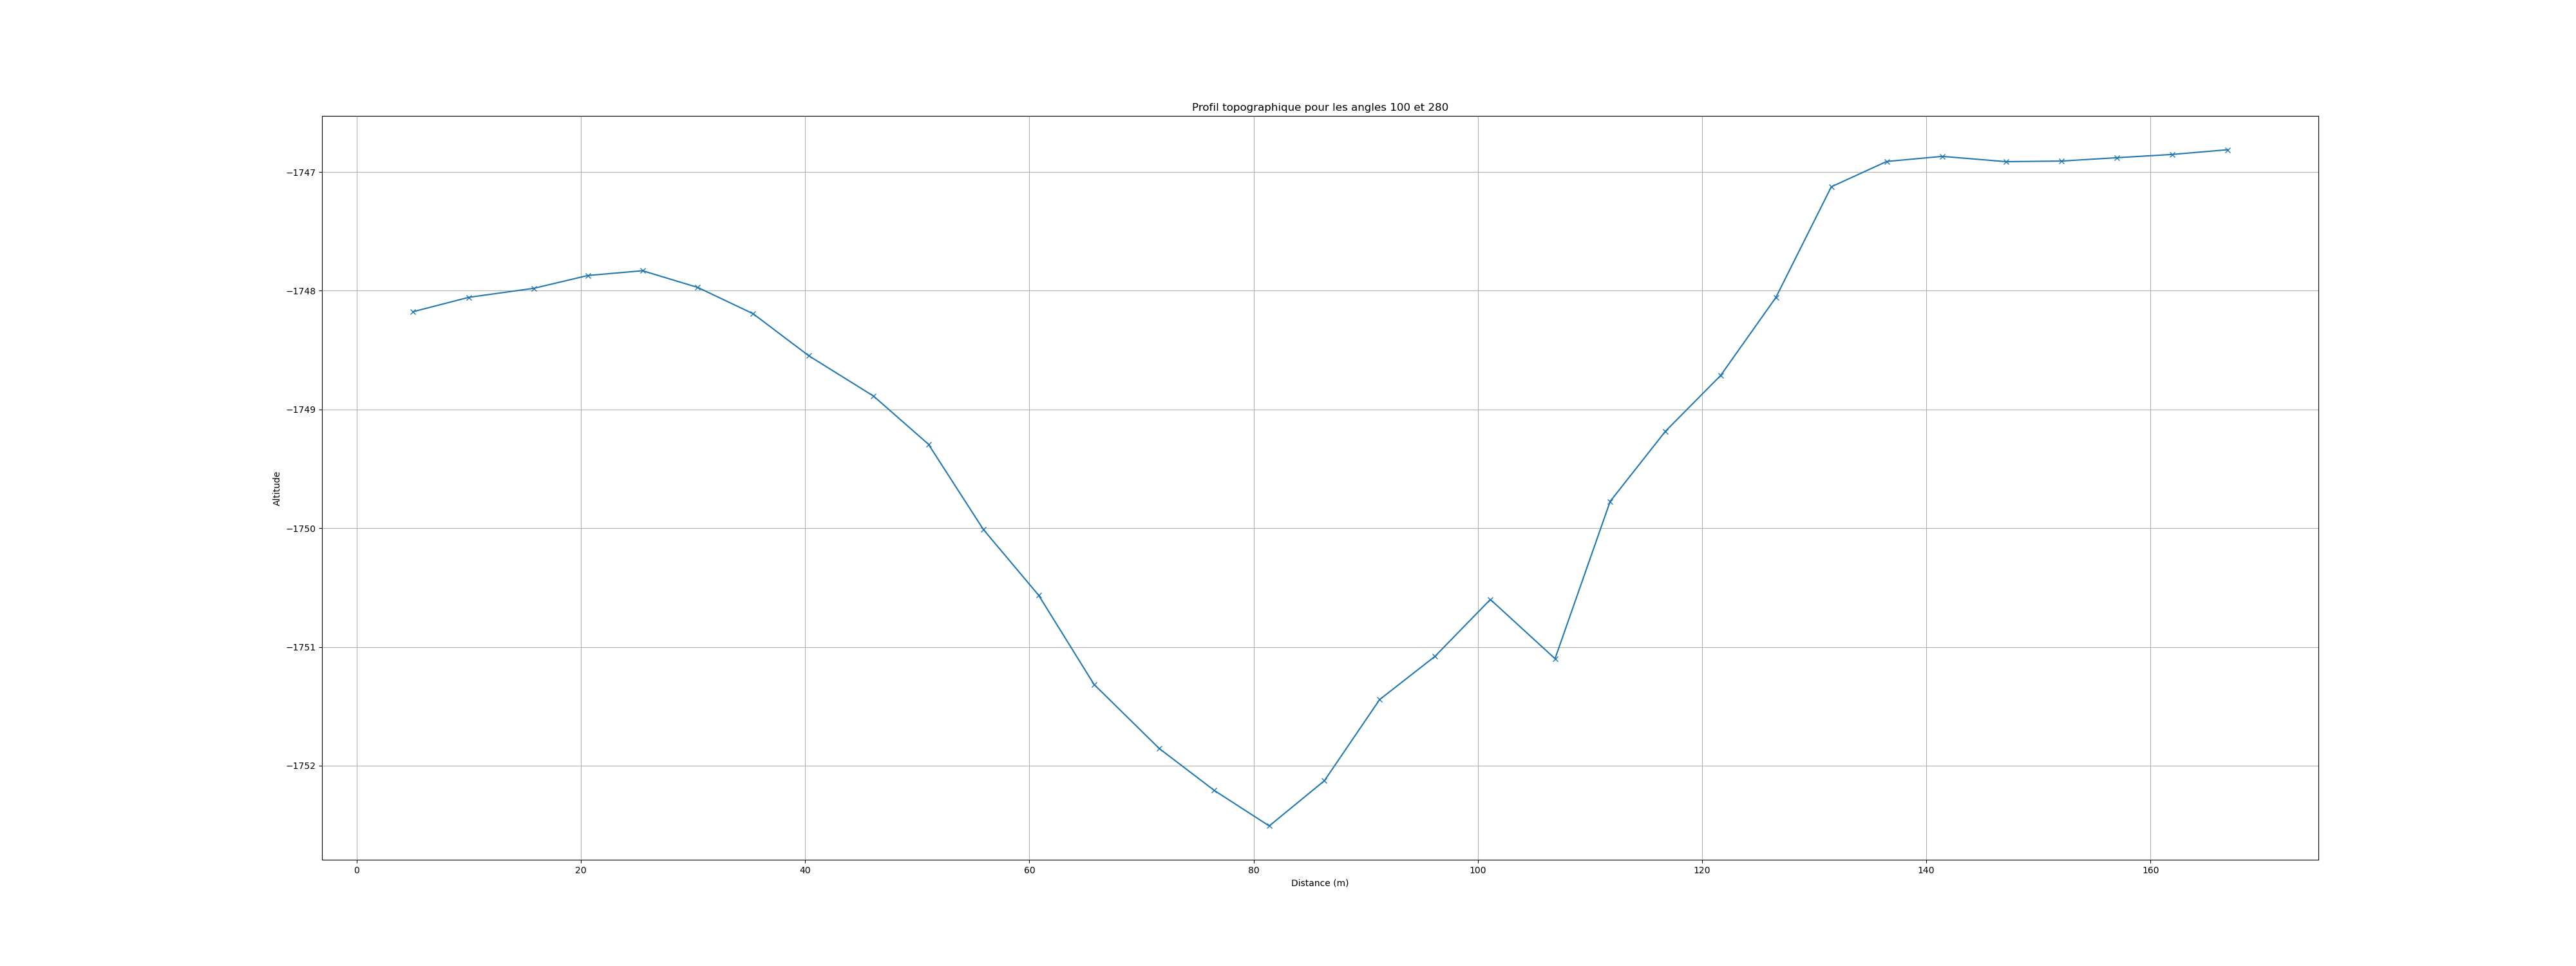 Profil topographique pour les angles 100 et 280
Altitude
−1747
−1748
−1749
−1750
−1751
−1752
0 20 40 60 80 100 120 140 160
Distance (m)